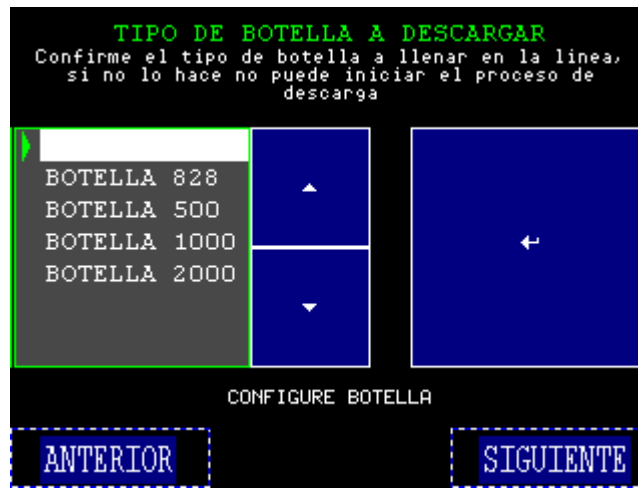 TIPO DE BOTELLA A DESCARGAR
Confirme el tipo de botella a llenar en la linea,
si no lo hace no puede iniciar el proceso de
descarga
BOTELLA 828
BOTELLA 500
BOTELLA 1000
BOTELLA 2000
CONFIGURE BOTELLA
ANTERIOR
SIGUIENTE